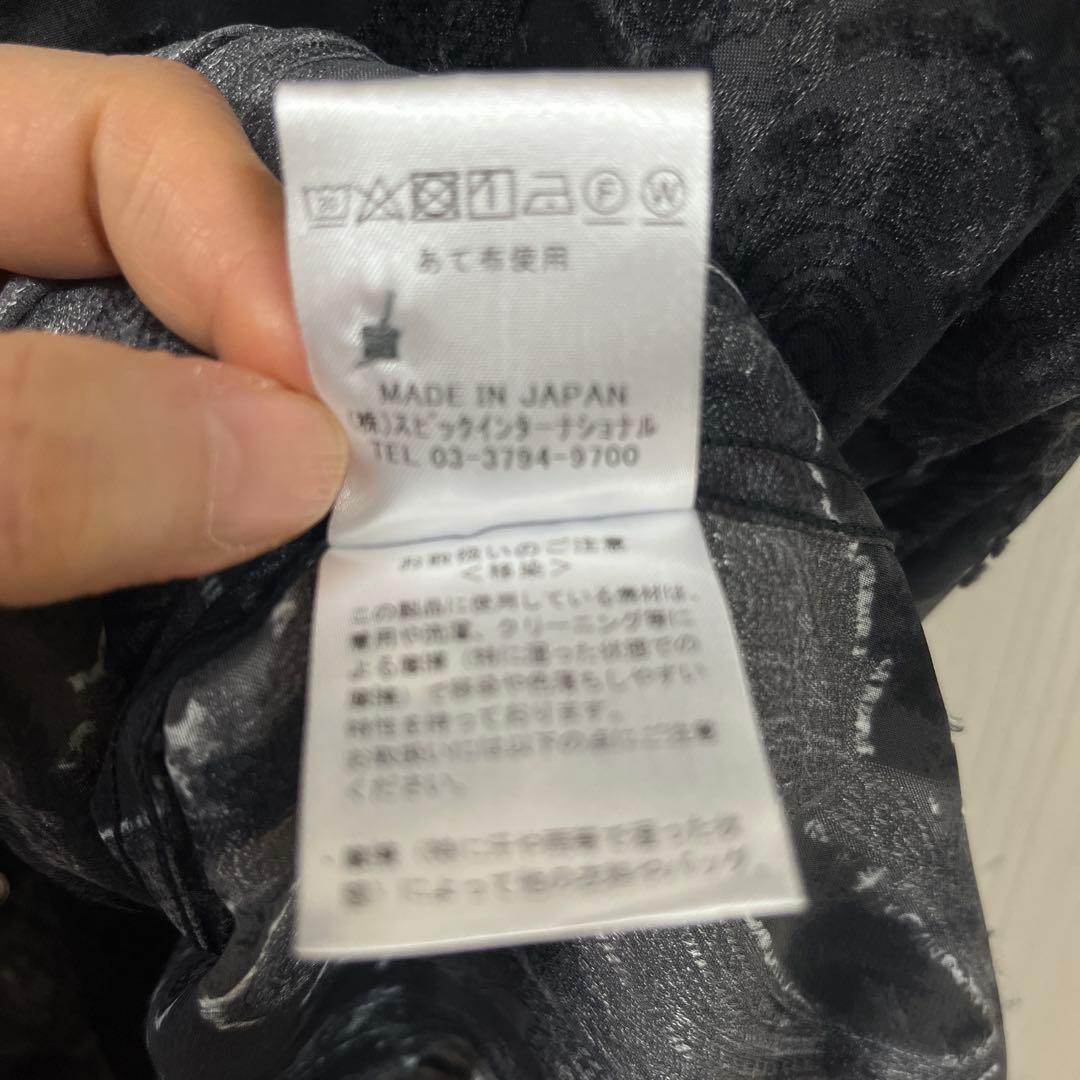 30
F W
あて布使用
MADE IN JAPAN
(株)スピックインターナショナル
TEL 03-3794-9700
お取扱いのご注意
<移染>
この製品に使用している素材は、
着用や洗濯、クリーニング等に
よる摩擦（特に湿った状態での
摩擦）で移染や色落ちしやすい
特性を持っております。
お取扱いには以下の点にご注意
ください。
・摩擦（特に汗や雨等で湿った状
態）によって他の衣料やバッグ